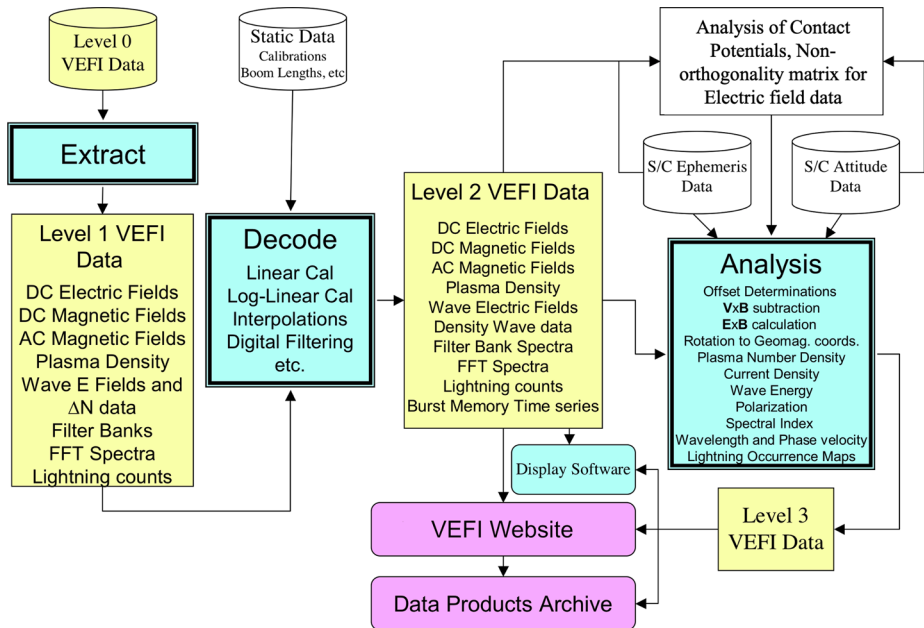 Level 0
VEFI Data
Extract
Level 1 VEFI
Data
DC Electric Fields
DC Magnetic Fields
AC Magnetic Fields
Plasma Density
Wave E Fields and
ΔN data
Filter Banks
FFT Spectra
Lightning counts
Static Data
Calibrations
Boom Lengths, etc
Decode
Linear Cal
Log-Linear Cal
Interpolations
Digital Filtering
etc.
Level 2 VEFI Data
DC Electric Fields
DC Magnetic Fields
AC Magnetic Fields
Plasma Density
Wave Electric Fields
Density Wave data
Filter Bank Spectra
FFT Spectra
Lightning counts
Burst Memory Time series
Analysis of Contact
Potentials, Non-
orthogonality matrix for
Electric field data
S/C Ephemeris
Data
S/C Attitude
Data
Analysis
Offset Determinations
VxB subtraction
ExB calculation
Rotation to Geomag. coords.
Plasma Number Density
Current Density
Wave Energy
Polarization
Spectral Index
Wavelength and Phase velocity
Lightning Occurrence Maps
Display Software
VEFI Website
Level 3
VEFI Data
Data Products Archive